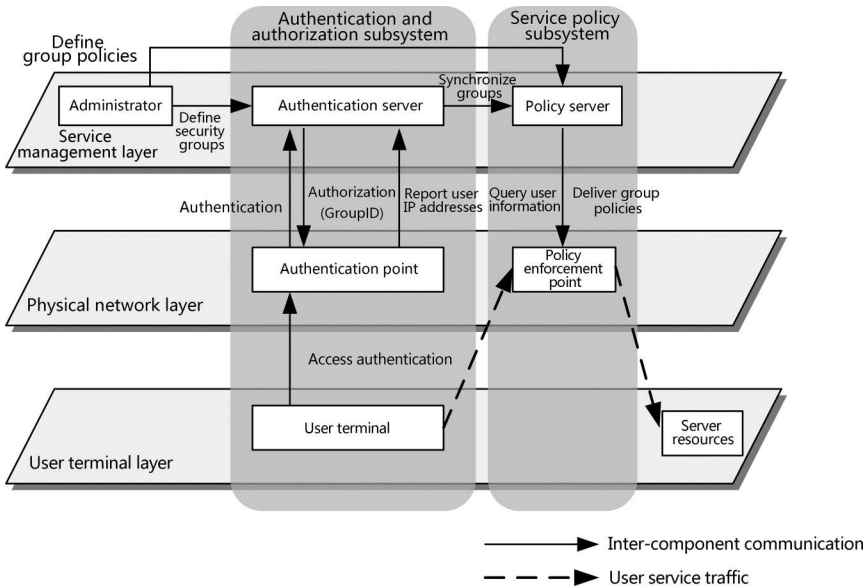 Authentication and
authorization subsystem
Service policy
subsystem
Define
group policies
Administrator
Define
security
groups
Authentication server
Synchronize
groups
Policy server
Service
management layer
Authentication
Authorization
(GroupID)
Report user
IP addresses
Query user
information
Deliver group
policies
Authentication point
Policy
enforcement
point
Physical network layer
Access authentication
User terminal
Server
resources
User terminal layer
Inter-component communication
User service traffic